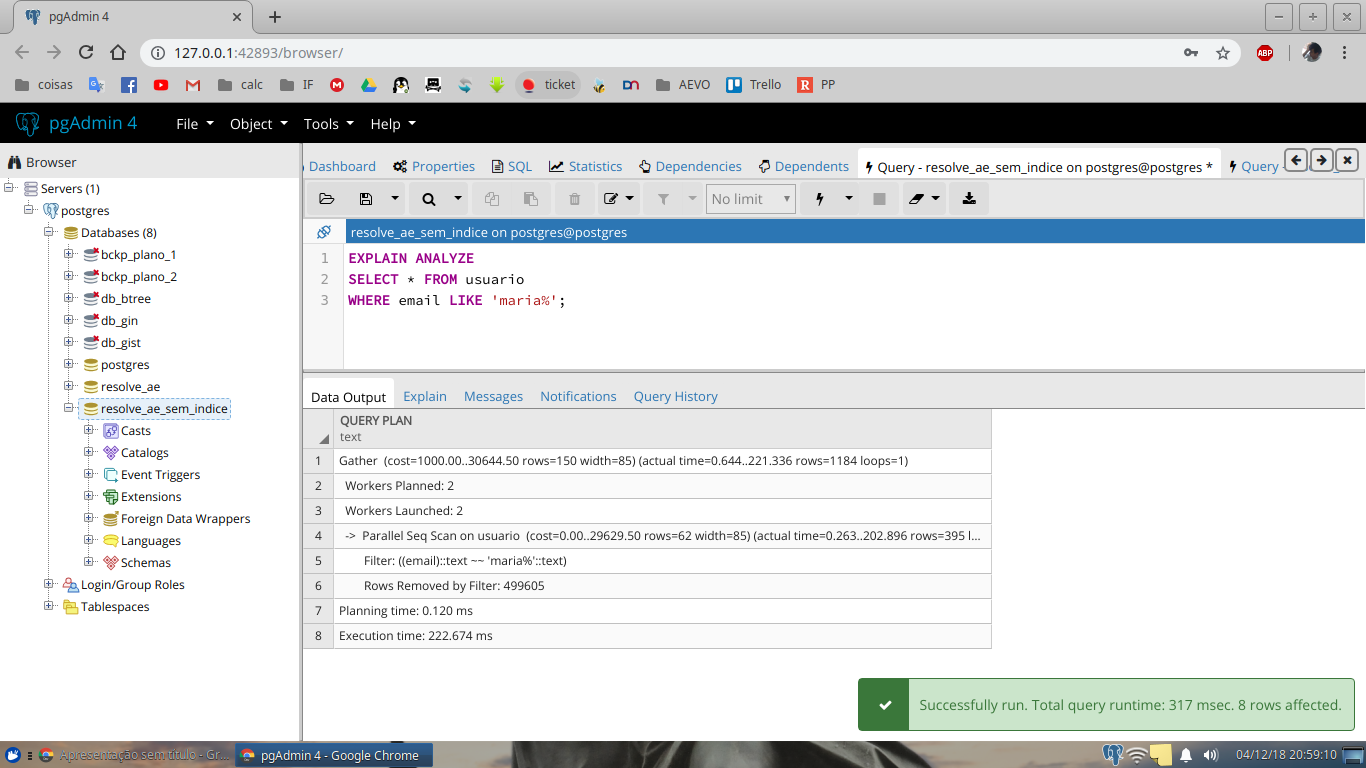 pgAdmin 4
127.0.0.1:42893/browser/
ABP
coisas calc IF ticket AEVO Trello PP
pgAdmin 4 File Object Tools Help
Browser
Dashboard Properties SQL Statistics Dependencies Dependents Query - resolve_ae_sem_indice on postgres@postgres * Query -
Servers (1)
postgres
Databases (8)
bckp_plano_1
bckp_plano_2
db_btree
db_gin
db_gist
postgres
resolve_ae
resolve_ae_sem_indice
Casts
Catalogs
Event Triggers
Extensions
Foreign Data Wrappers
Languages
Schemas
Login/Group Roles
Tablespaces
No limit
resolve_ae_sem_indice on postgres@postgres
1 EXPLAIN ANALYZE
2 SELECT * FROM usuario
3 WHERE email LIKE 'maria%';
Data Output Explain Messages Notifications Query History
QUERY PLAN
text
1 Gather (cost=1000.00..30644.50 rows=150 width=85) (actual time=0.644..221.336 rows=1184 loops=1)
2 Workers Planned: 2
3 Workers Launched: 2
4 -> Parallel Seq Scan on usuario (cost=0.00..29629.50 rows=62 width=85) (actual time=0.263..202.896 rows=395 l...
5 Filter: ((email)::text ~~ 'maria%'::text)
6 Rows Removed by Filter: 499605
7 Planning time: 0.120 ms
8 Execution time: 222.674 ms
Successfully run. Total query runtime: 317 msec. 8 rows affected.
Apresentação sem título - Gr... pgAdmin 4 - Google Chrome 04/12/18 20:59:10